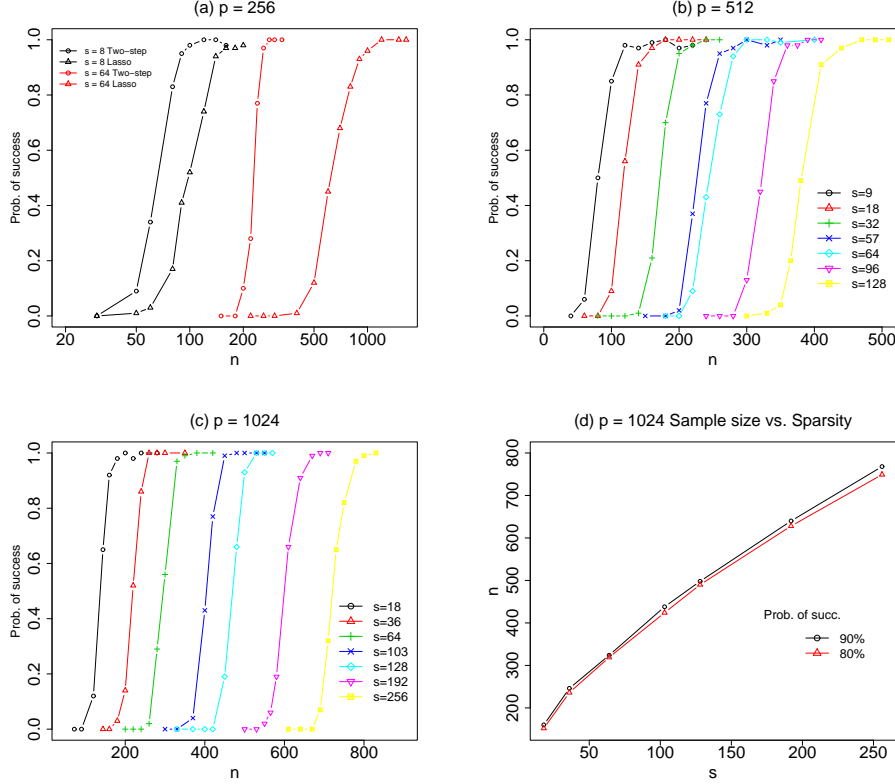 (a) p = 256
Prob. of success
0.0 0.2 0.4 0.6 0.8 1.0
s = 8 Two−step
s = 8 Lasso
s = 64 Two−step
s = 64 Lasso
20 50 100 200 500 1000
n
(b) p = 512
Prob. of success
0.0 0.2 0.4 0.6 0.8 1.0
s=9
s=18
s=32
s=57
s=64
s=96
s=128
0 100 200 300 400 500
n
(c) p = 1024
Prob. of success
0.0 0.2 0.4 0.6 0.8 1.0
s=18
s=36
s=64
s=103
s=128
s=192
s=256
200 400 600 800
n
(d) p = 1024 Sample size vs. Sparsity
n
200 300 400 500 600 700 800
Prob. of succ.
90%
80%
50 100 150 200 250
s